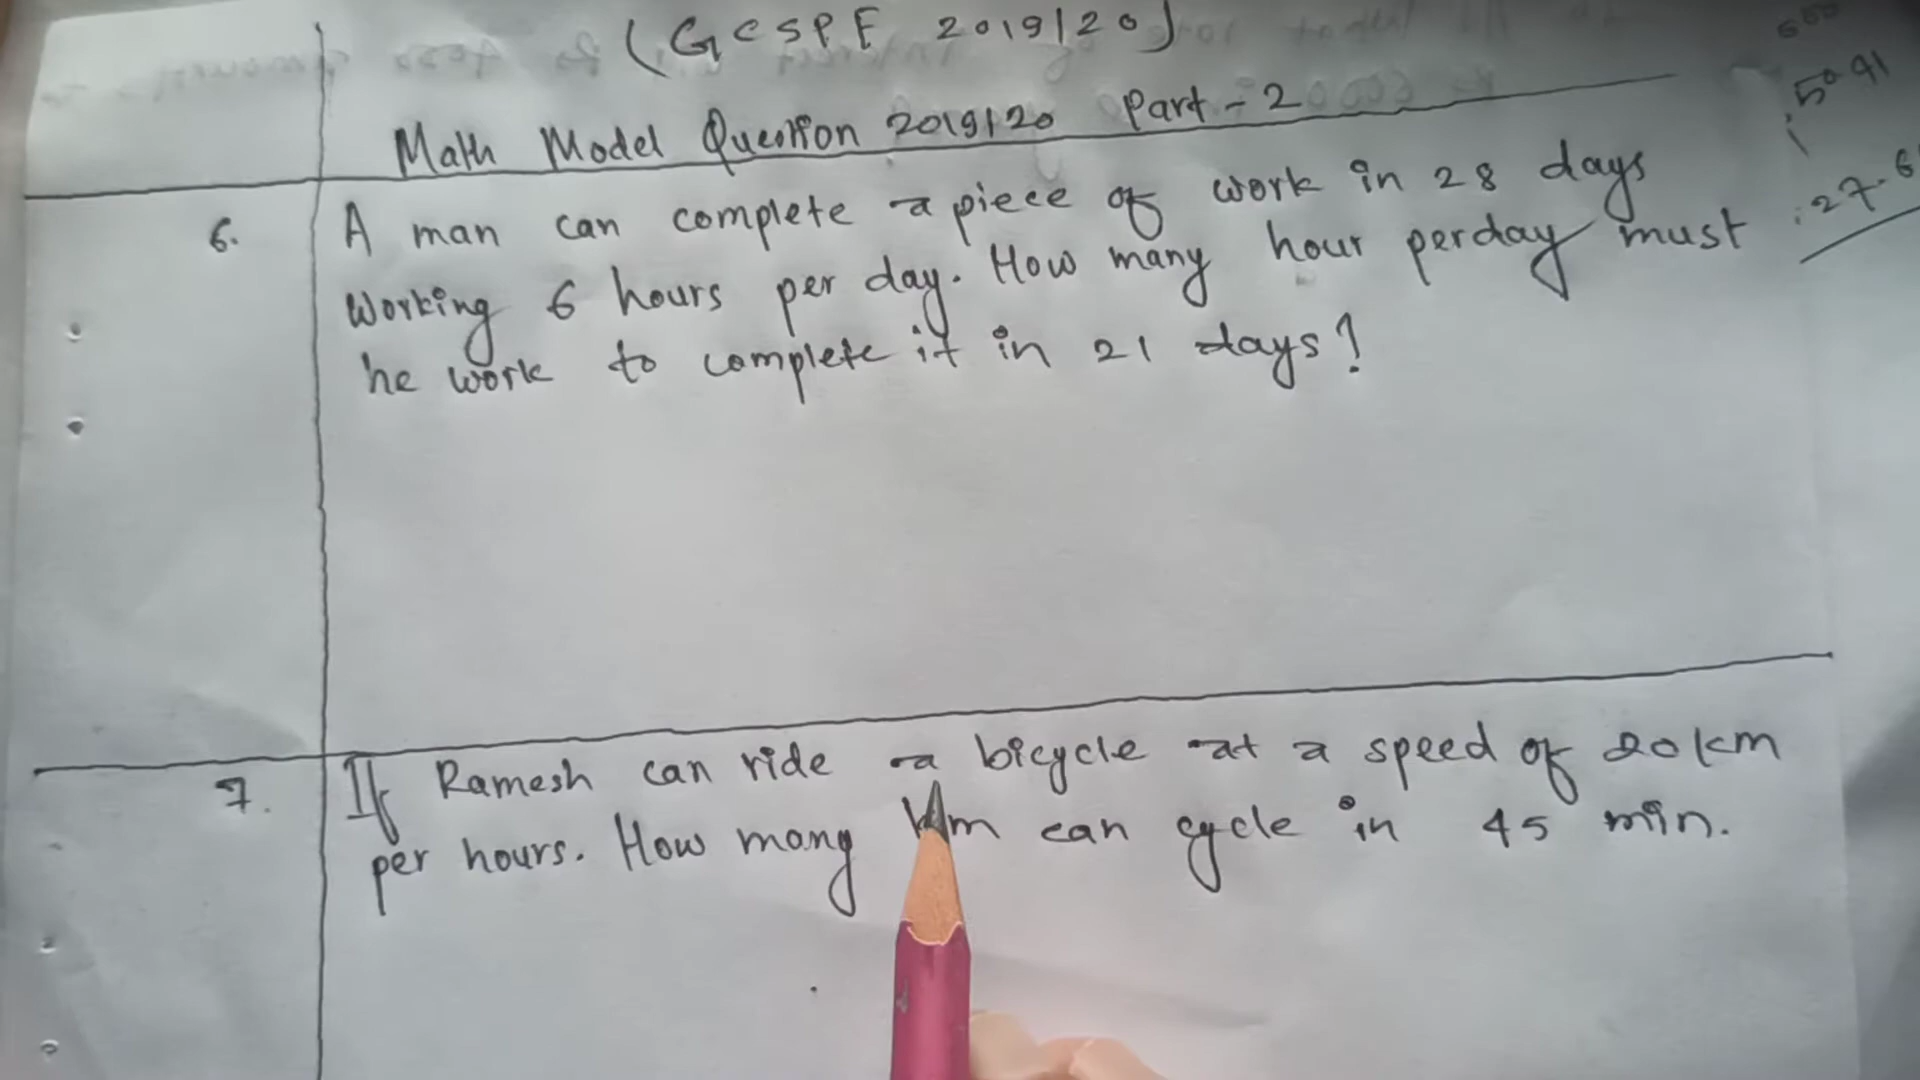 (GCSPF 2019/20)
Math Model Question 2019/20 Part-2
6. A man can complete a piece of work in 28 days
working 6 hours per day. How many hour perday must
he work to complete it in 21 days?
7. If Ramesh can ride a bicycle at a speed of 20km
per hours. How many km can cycle in 45 min.